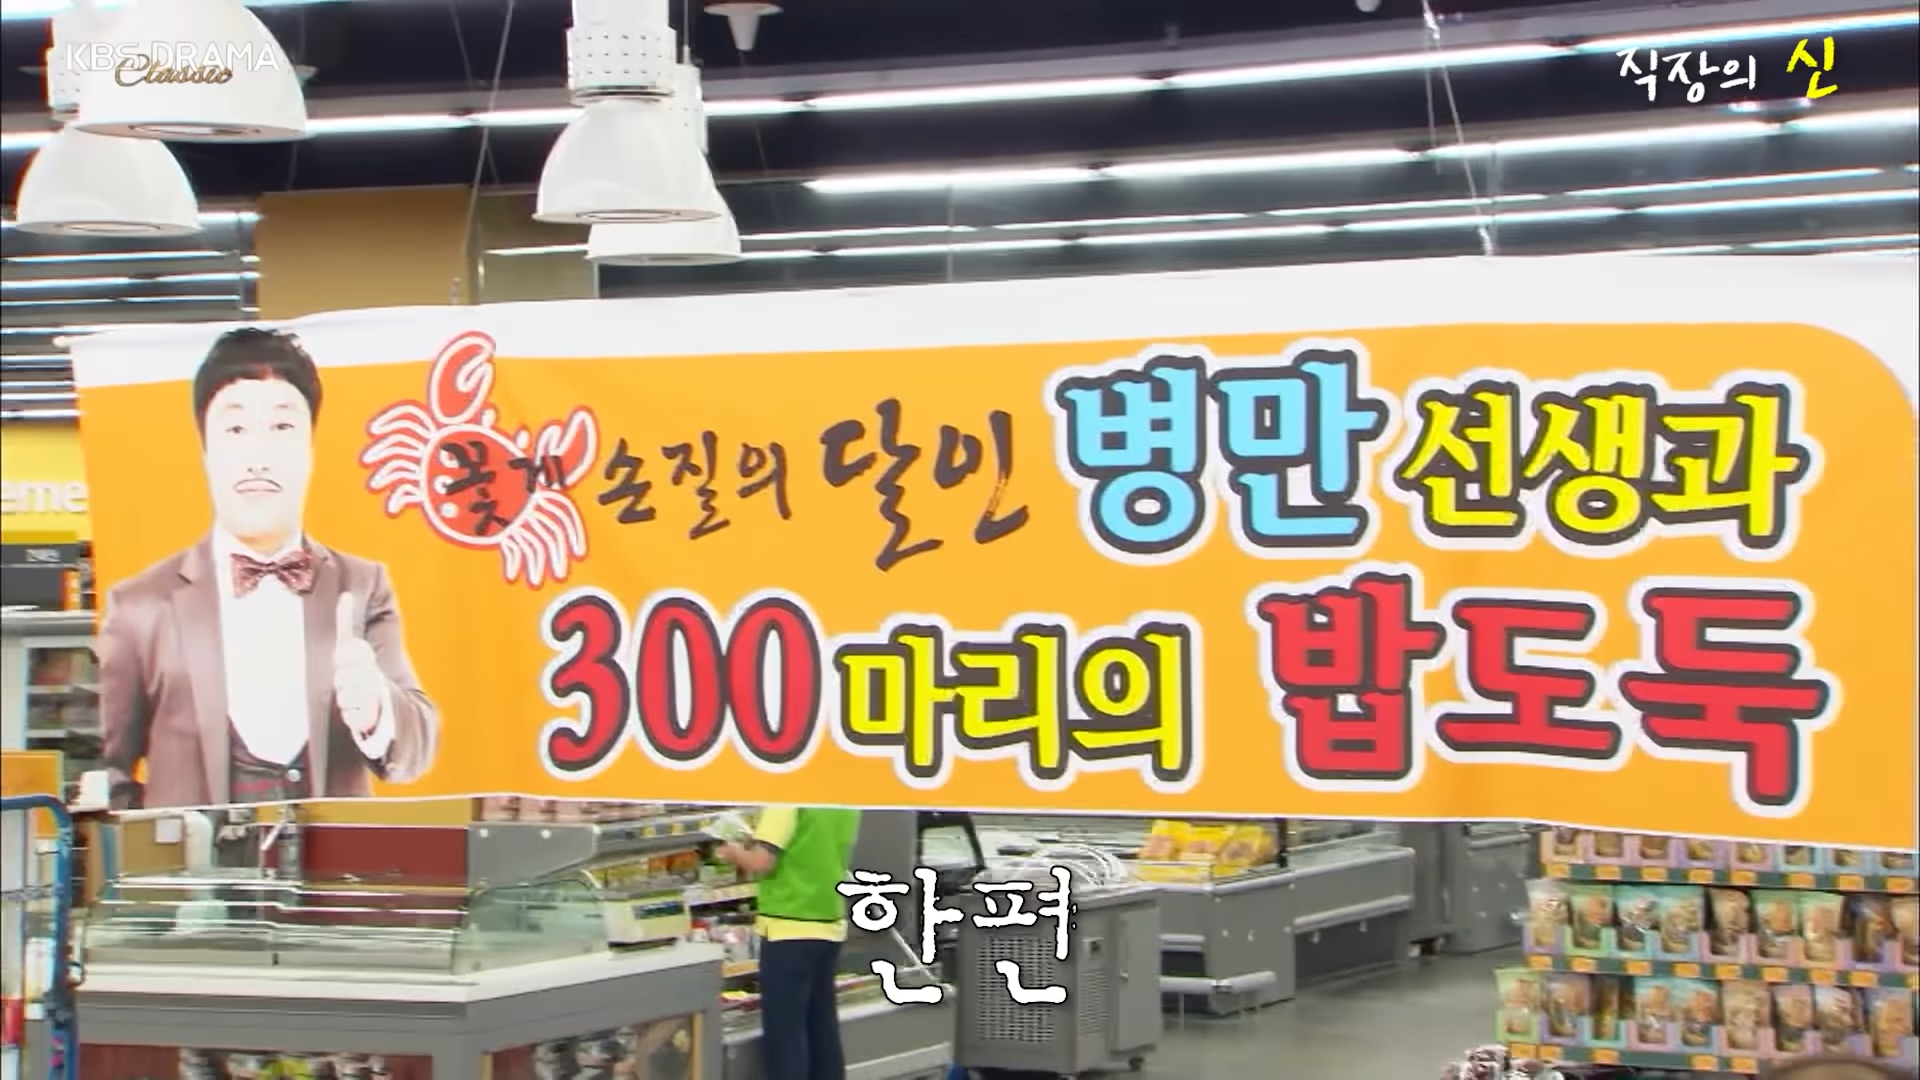 KBS DRAMA
Classic
직장의 신
꽃게 손질의 달인 병만 선생과
300마리의 밥도둑
eme
한편